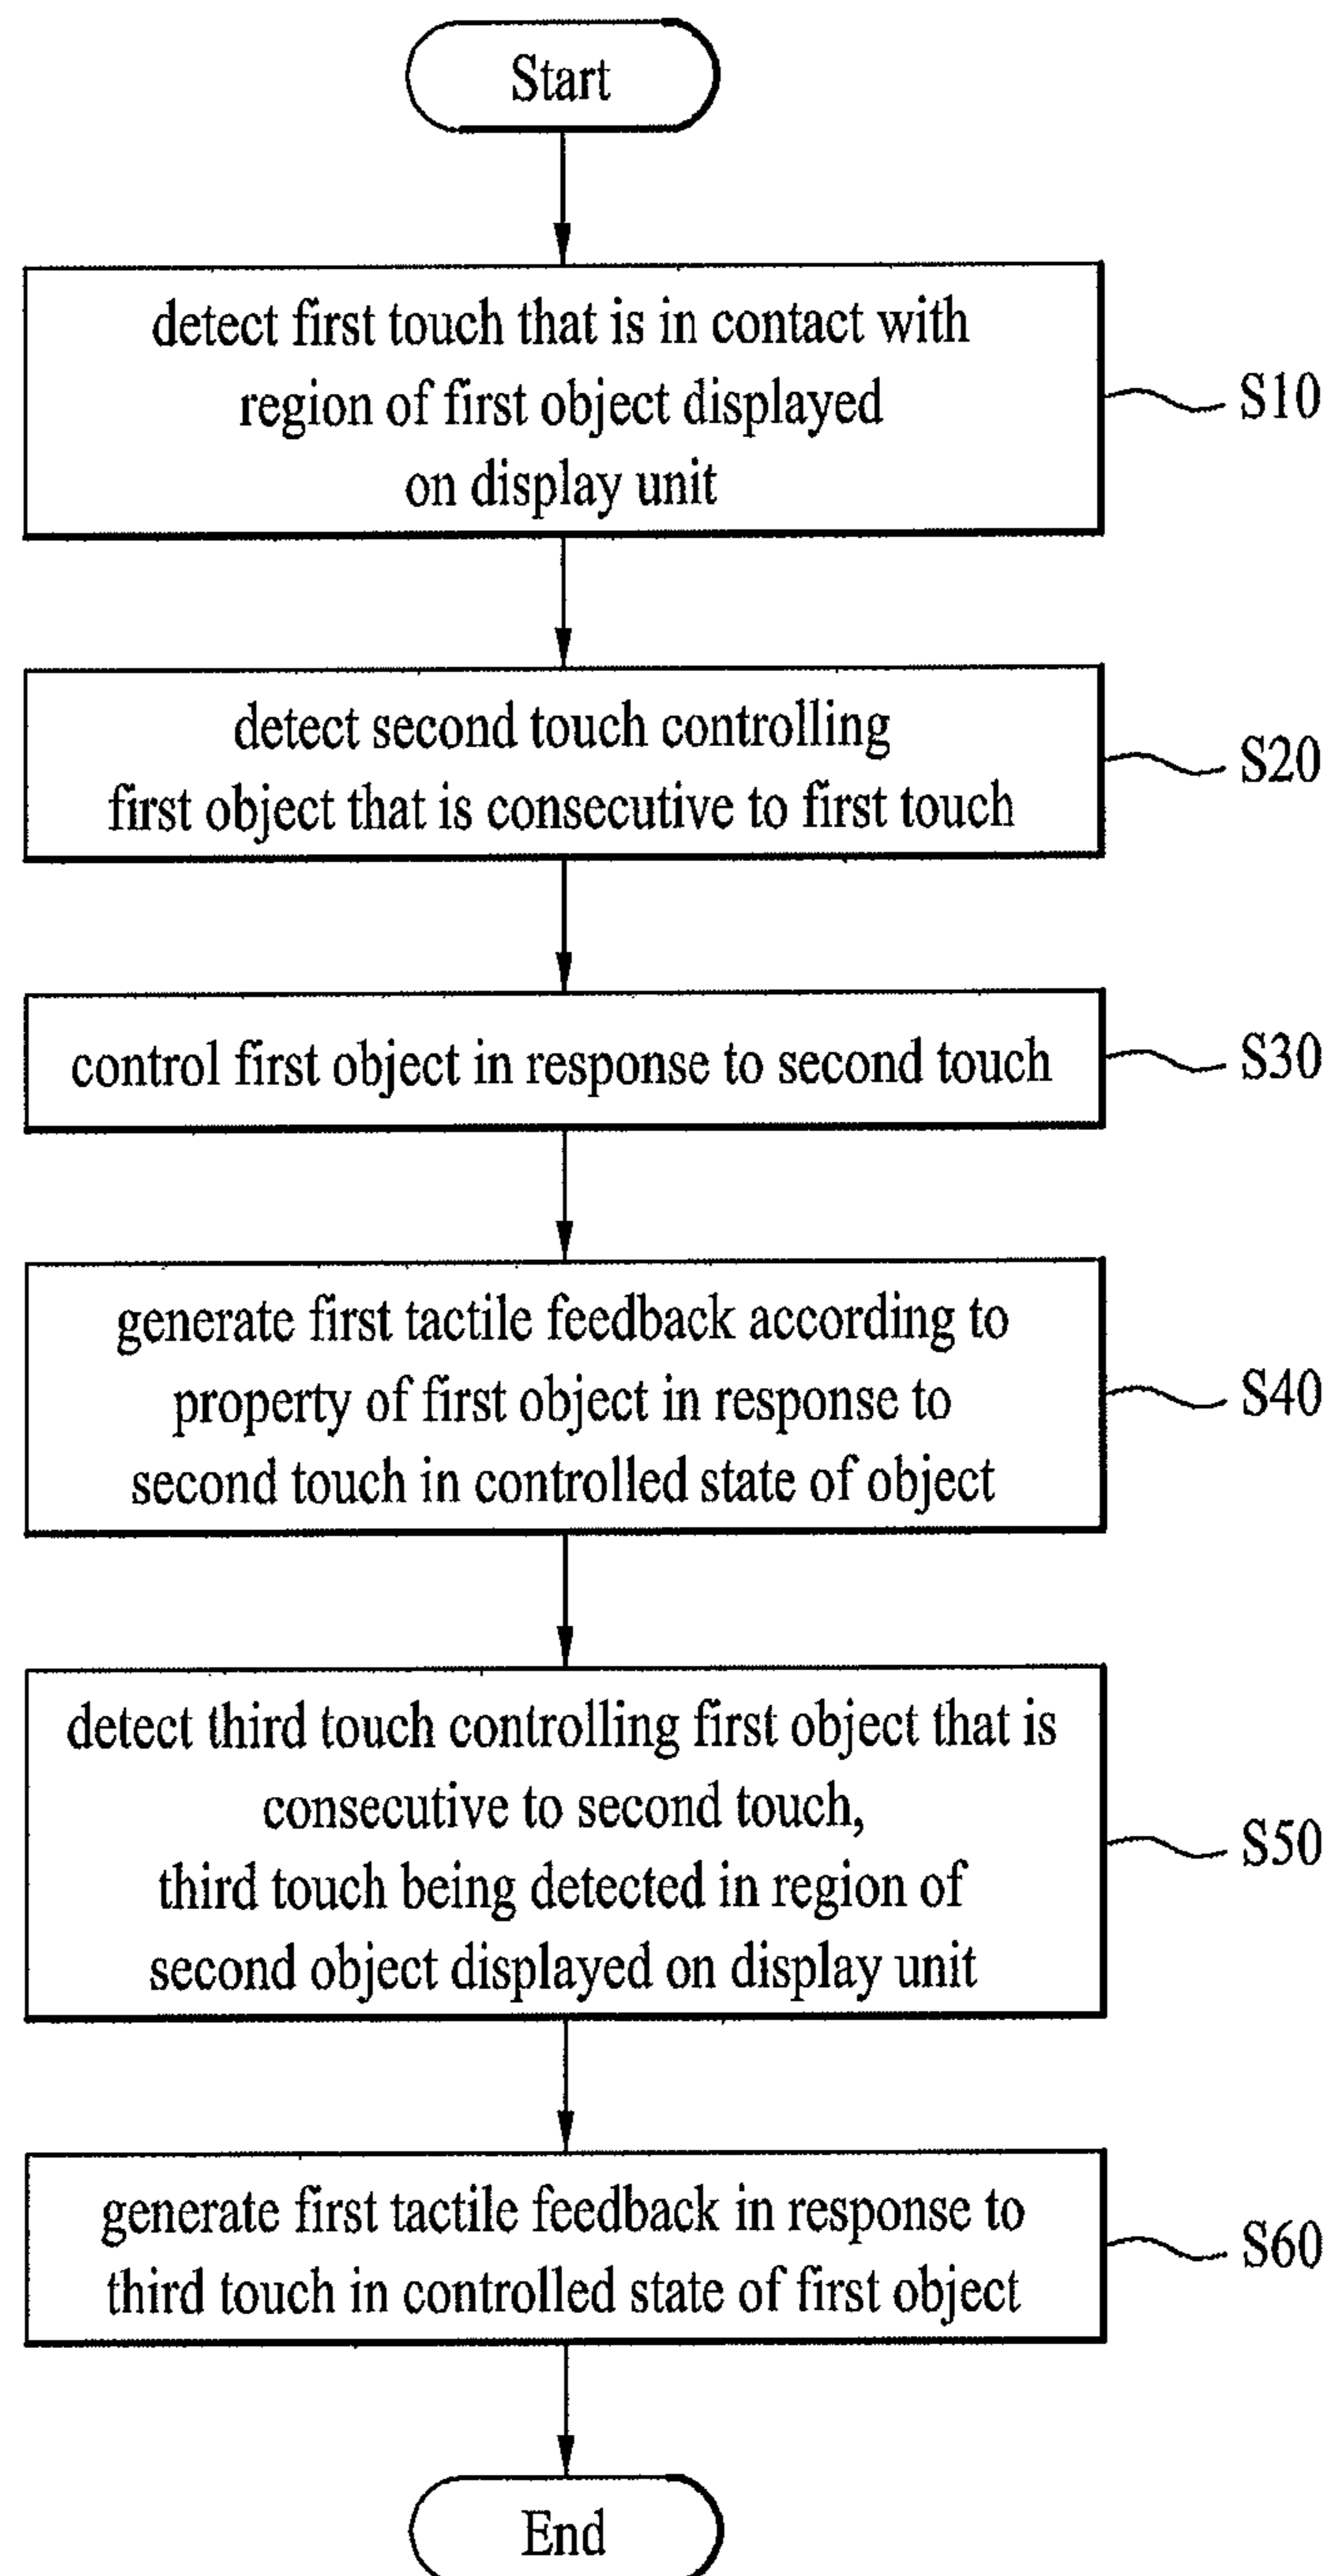 Start
detect first touch that is in contact with
region of first object displayed
on display unit
S10
detect second touch controlling
first object that is consecutive to first touch
S20
control first object in response to second touch
S30
generate first tactile feedback according to
property of first object in response to
second touch in controlled state of object
S40
detect third touch controlling first object that is
consecutive to second touch,
third touch being detected in region of
second object displayed on display unit
S50
generate first tactile feedback in response to
third touch in controlled state of first object
S60
End